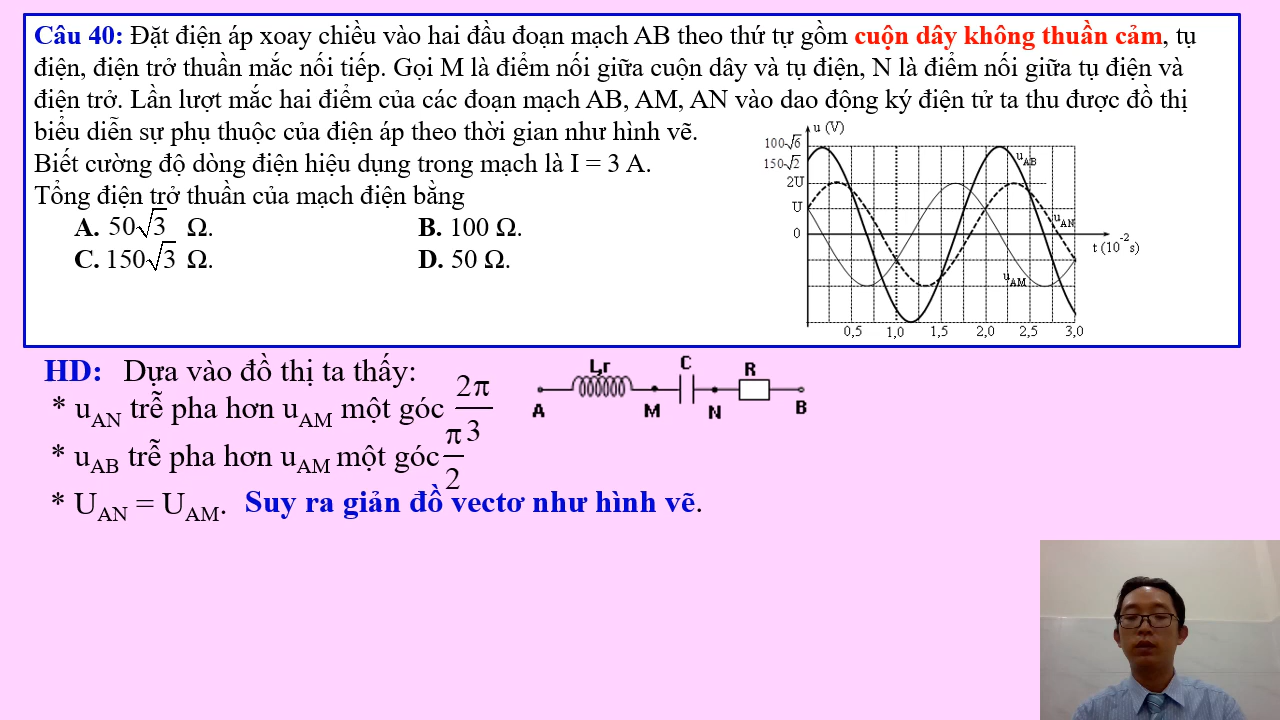 Câu 40: Đặt điện áp xoay chiều vào hai đầu đoạn mạch AB theo thứ tự gồm cuộn dây không thuần cảm, tụ
điện, điện trở thuần mắc nối tiếp. Gọi M là điểm nối giữa cuộn dây và tụ điện, N là điểm nối giữa tụ điện và
điện trở. Lần lượt mắc hai điểm của các đoạn mạch AB, AM, AN vào dao động ký điện tử ta thu được đồ thị
biểu diễn sự phụ thuộc của điện áp theo thời gian như hình vẽ.
Biết cường độ dòng điện hiệu dụng trong mạch là I = 3 A.
Tổng điện trở thuần của mạch điện bằng
A. 50√3 Ω. B. 100 Ω.
C. 150√3 Ω. D. 50 Ω.
u (V)
100√6
150√2
2U
U
0
u_AB
u_AN
u_AM
t (10^-2 s)
0,5 1,0 1,5 2,0 2,5 3,0
HD: Dựa vào đồ thị ta thấy:
* u_AN trễ pha hơn u_AM một góc 2π/3
* u_AB trễ pha hơn u_AM một góc π/2
* U_AN = U_AM. Suy ra giản đồ vectơ như hình vẽ.
L,r C R
A M N B